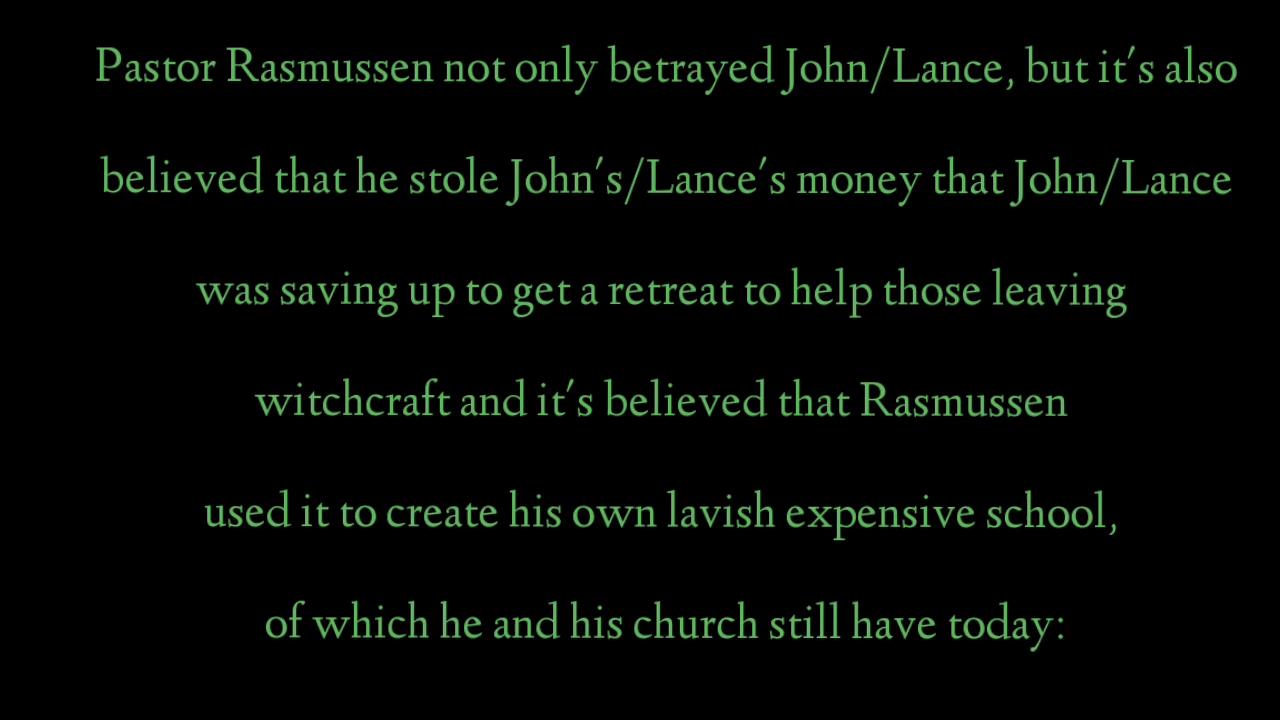 Pastor Rasmussen not only betrayed John/Lance, but it's also
believed that he stole John's/Lance's money that John/Lance
was saving up to get a retreat to help those leaving
witchcraft and it's believed that Rasmussen
used it to create his own lavish expensive school,
of which he and his church still have today: